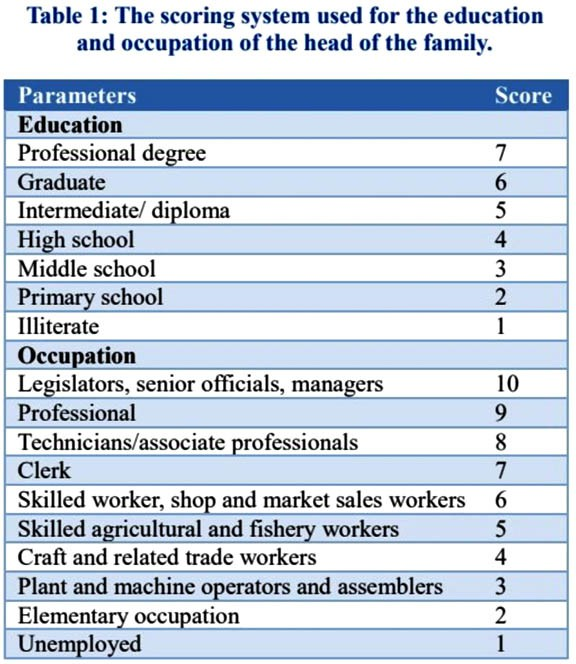 Table 1: The scoring system used for the education
and occupation of the head of the family.
Parameters Score
Education
Professional degree 7
Graduate 6
Intermediate/ diploma 5
High school 4
Middle school 3
Primary school 2
Illiterate 1
Occupation
Legislators, senior officials, managers 10
Professional 9
Technicians/associate professionals 8
Clerk 7
Skilled worker, shop and market sales workers 6
Skilled agricultural and fishery workers 5
Craft and related trade workers 4
Plant and machine operators and assemblers 3
Elementary occupation 2
Unemployed 1